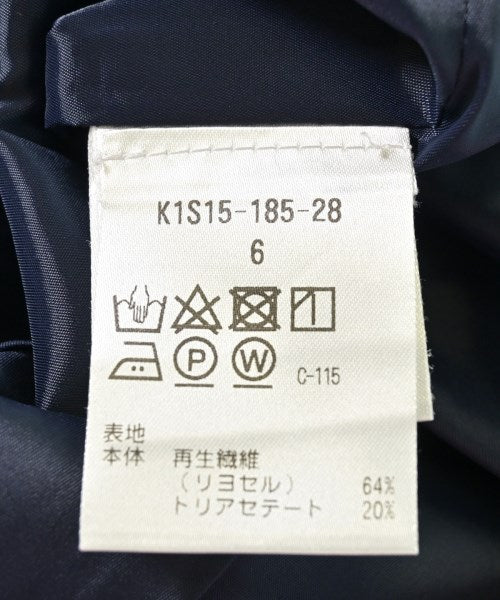 K1S15-185-28
6
P W C-115
表地
本体 再生繊維
(リヨセル) 64%
トリアセテート 20%